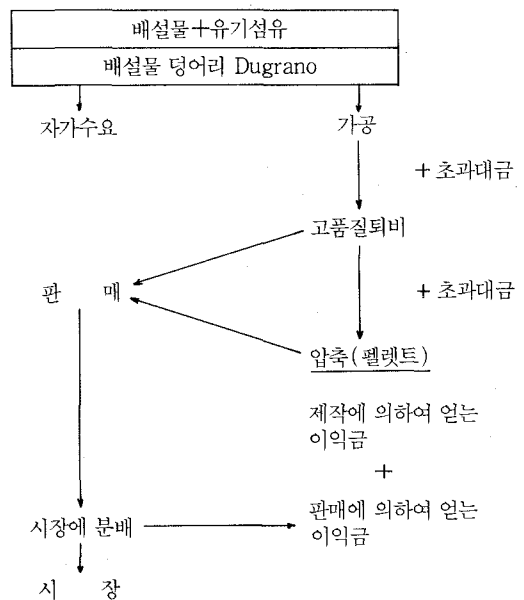 배설물+유기섬유
배설물 덩어리 Dugrano
자가수요
가공
+초과대금
고품질퇴비
판 매
+초과대금
압축(펠렛트)
제작에 의하여 얻는
이익금
+
시장에 분배
판매에 의하여 얻는
이익금
시 장